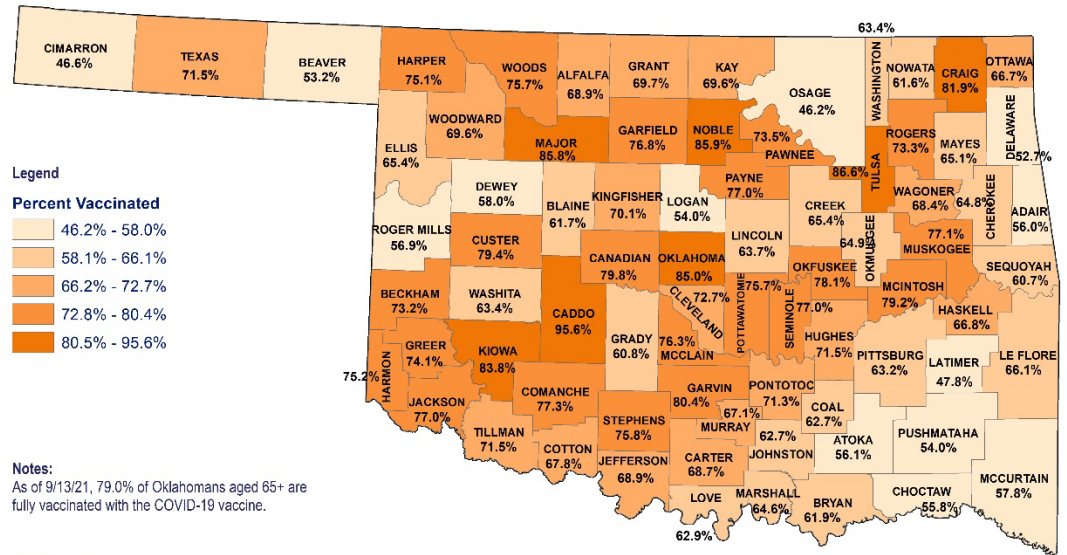 63.4%
CIMARRON
46.6%
TEXAS
71.5%
BEAVER
53.2%
HARPER
75.1%
WOODS
75.7%
ALFALFA
68.9%
GRANT
69.7%
KAY
69.6%
OSAGE
46.2%
WASHINGTON
NOWATA
61.6%
CRAIG
81.9%
OTTAWA
66.7%
WOODWARD
69.6%
ELLIS
65.4%
MAJOR
85.8%
GARFIELD
76.8%
NOBLE
85.9%
73.5%
PAWNEE
ROGERS
73.3%
MAYES
65.1%
DELAWARE
52.7%
Legend
Percent Vaccinated
46.2% - 58.0%
58.1% - 66.1%
66.2% - 72.7%
72.8% - 80.4%
80.5% - 95.6%
DEWEY
58.0%
BLAINE
61.7%
KINGFISHER
70.1%
LOGAN
54.0%
PAYNE
77.0%
86.6%
TULSA
CREEK
65.4%
WAGONER
68.4%
64.8%
CHEROKEE
ADAIR
56.0%
ROGER MILLS
56.9%
CUSTER
79.4%
CANADIAN
79.8%
OKLAHOMA
85.0%
LINCOLN
63.7%
64.9%
OKMULGEE
77.1%
MUSKOGEE
OKFUSKEE
78.1%
MCINTOSH
79.2%
SEQUOYAH
60.7%
BECKHAM
73.2%
WASHITA
63.4%
CADDO
95.6%
GRADY
60.8%
72.7%
CLEVELAND
75.7%
POTTAWATOMIE
SEMINOLE
77.0%
HUGHES
71.5%
HASKELL
66.8%
76.3%
MCCLAIN
PITTSBURG
63.2%
LATIMER
47.8%
LE FLORE
66.1%
75.2%
HARMON
GREER
74.1%
KIOWA
83.8%
JACKSON
77.0%
COMANCHE
77.3%
GARVIN
80.4%
PONTOTOC
71.3%
COAL
62.7%
TILLMAN
71.5%
COTTON
67.8%
STEPHENS
75.8%
67.1%
MURRAY
62.7%
JOHNSTON
ATOKA
56.1%
PUSHMATAHA
54.0%
JEFFERSON
68.9%
CARTER
68.7%
LOVE
62.9%
MARSHALL
64.6%
BRYAN
61.9%
CHOCTAW
55.8%
MCCURTAIN
57.8%
Notes:
As of 9/13/21, 79.0% of Oklahomans aged 65+ are
fully vaccinated with the COVID-19 vaccine.